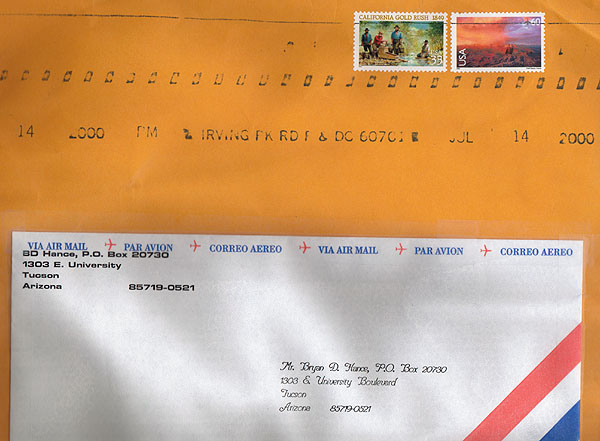 CALIFORNIA GOLD RUSH 1849
33
USA 60
14 2000 PM IRVING PK RD P & DC 60701 JUL 14 2000
VIA AIR MAIL PAR AVION CORREO AEREO VIA AIR MAIL PAR AVION CORREO AEREO
BD Hance, P.O. Box 20730
1303 E. University
Tucson
Arizona 85719-0521
Mr. Bryan D. Hance, P.O. Box 20730
1303 E. University Boulevard
Tucson
Arizona 85719-0521